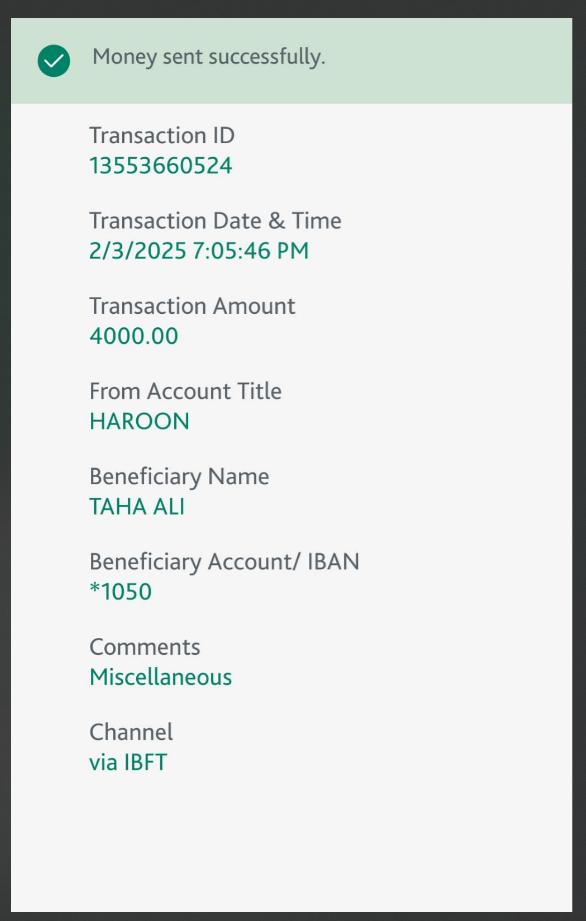 Money sent successfully.
Transaction ID
13553660524
Transaction Date & Time
2/3/2025 7:05:46 PM
Transaction Amount
4000.00
From Account Title
HAROON
Beneficiary Name
TAHA ALI
Beneficiary Account/ IBAN
*1050
Comments
Miscellaneous
Channel
via IBFT